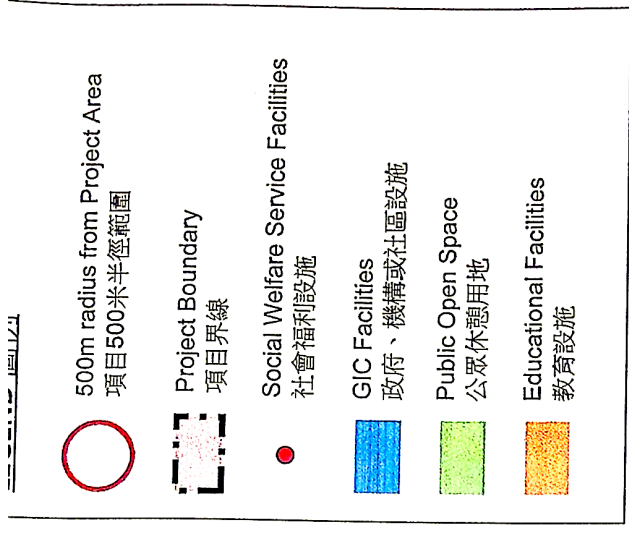 500m radius from Project Area
項目500米半徑範圍
Project Boundary
項目界線
Social Welfare Service Facilities
社會福利設施
GIC Facilities
政府、機構或社區設施
Public Open Space
公眾休憩用地
Educational Facilities
教育設施